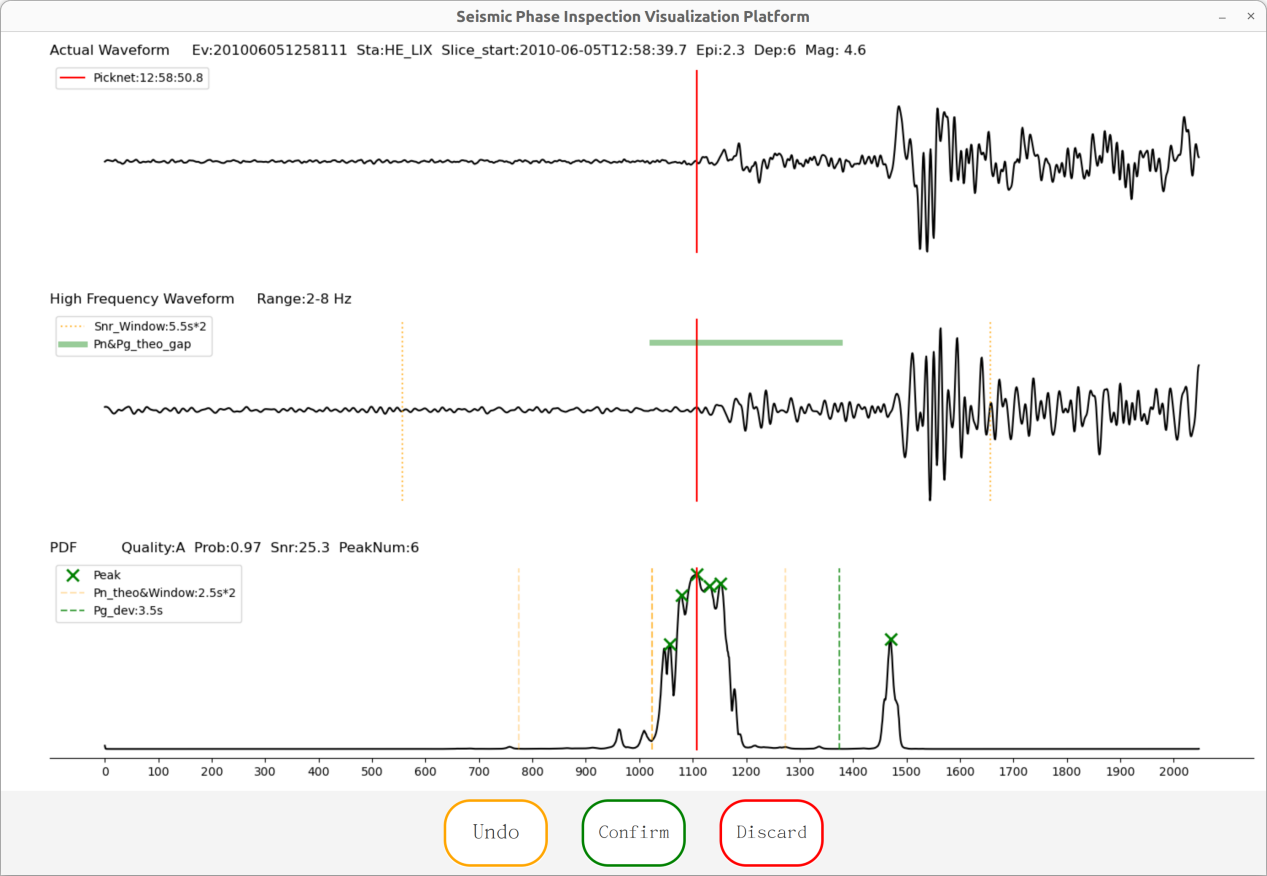 Seismic Phase Inspection Visualization Platform
Actual Waveform Ev:201006051258111 Sta:HE_LIX Slice_start:2010-06-05T12:58:39.7 Epi:2.3 Dep:6 Mag: 4.6
Picknet:12:58:50.8
High Frequency Waveform Range:2-8 Hz
Snr_Window:5.5s*2
Pn&Pg_theo_gap
PDF Quality:A Prob:0.97 Snr:25.3 PeakNum:6
Peak
Pn_theo&Window:2.5s*2
Pg_dev:3.5s
0 100 200 300 400 500 600 700 800 900 1000 1100 1200 1300 1400 1500 1600 1700 1800 1900 2000
Undo Confirm Discard